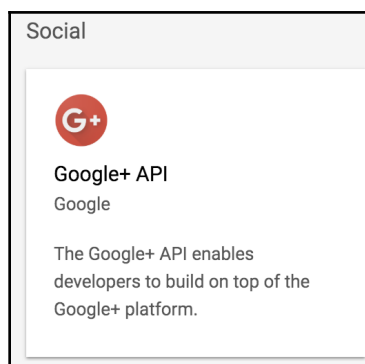 Social
G+
Google+ API
Google
The Google+ API enables
developers to build on top of the
Google+ platform.